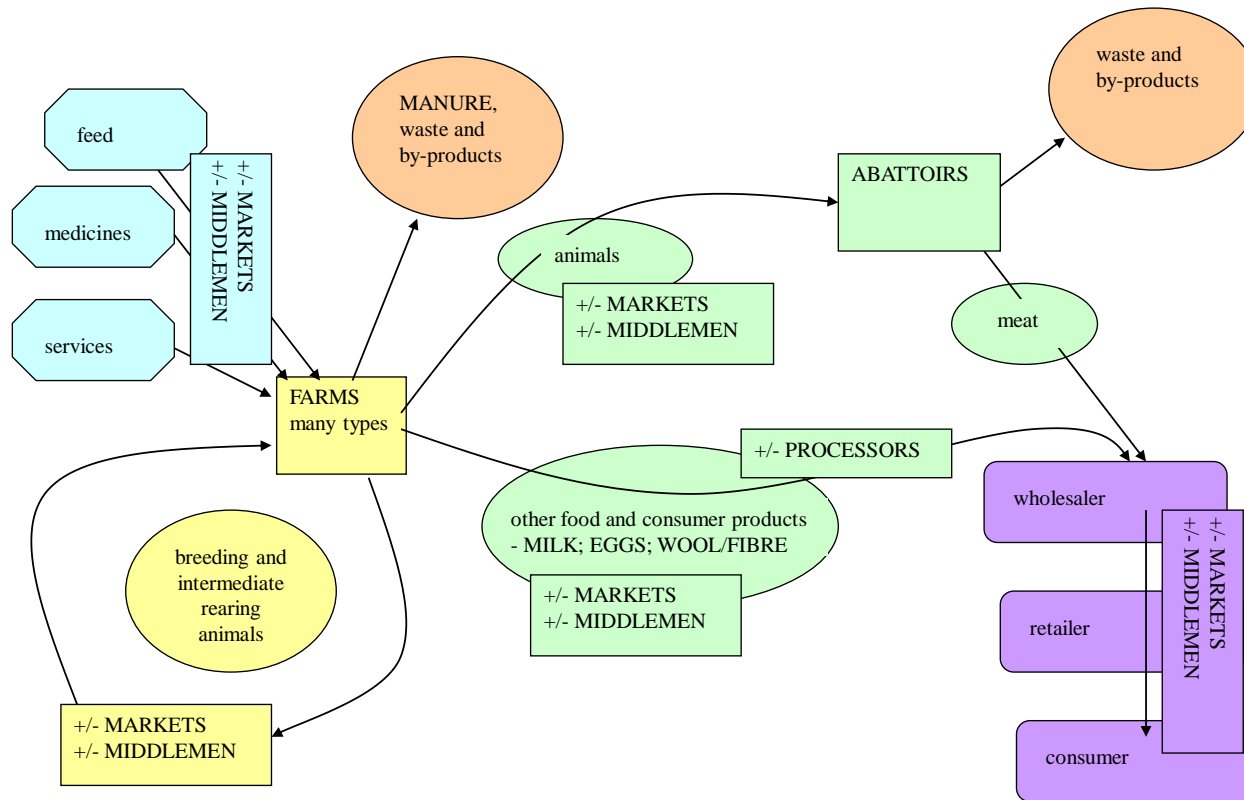 feed
medicines
services
+/- MARKETS
+/- MIDDLEMEN
MANURE,
waste and
by-products
waste and
by-products
ABATTOIRS
animals
+/- MARKETS
+/- MIDDLEMEN
meat
FARMS
many types
+/- PROCESSORS
other food and consumer products
- MILK; EGGS; WOOL/FIBRE
+/- MARKETS
+/- MIDDLEMEN
breeding and
intermediate
rearing
animals
+/- MARKETS
+/- MIDDLEMEN
wholesaler
retailer
consumer
+/- MARKETS
+/- MIDDLEMEN